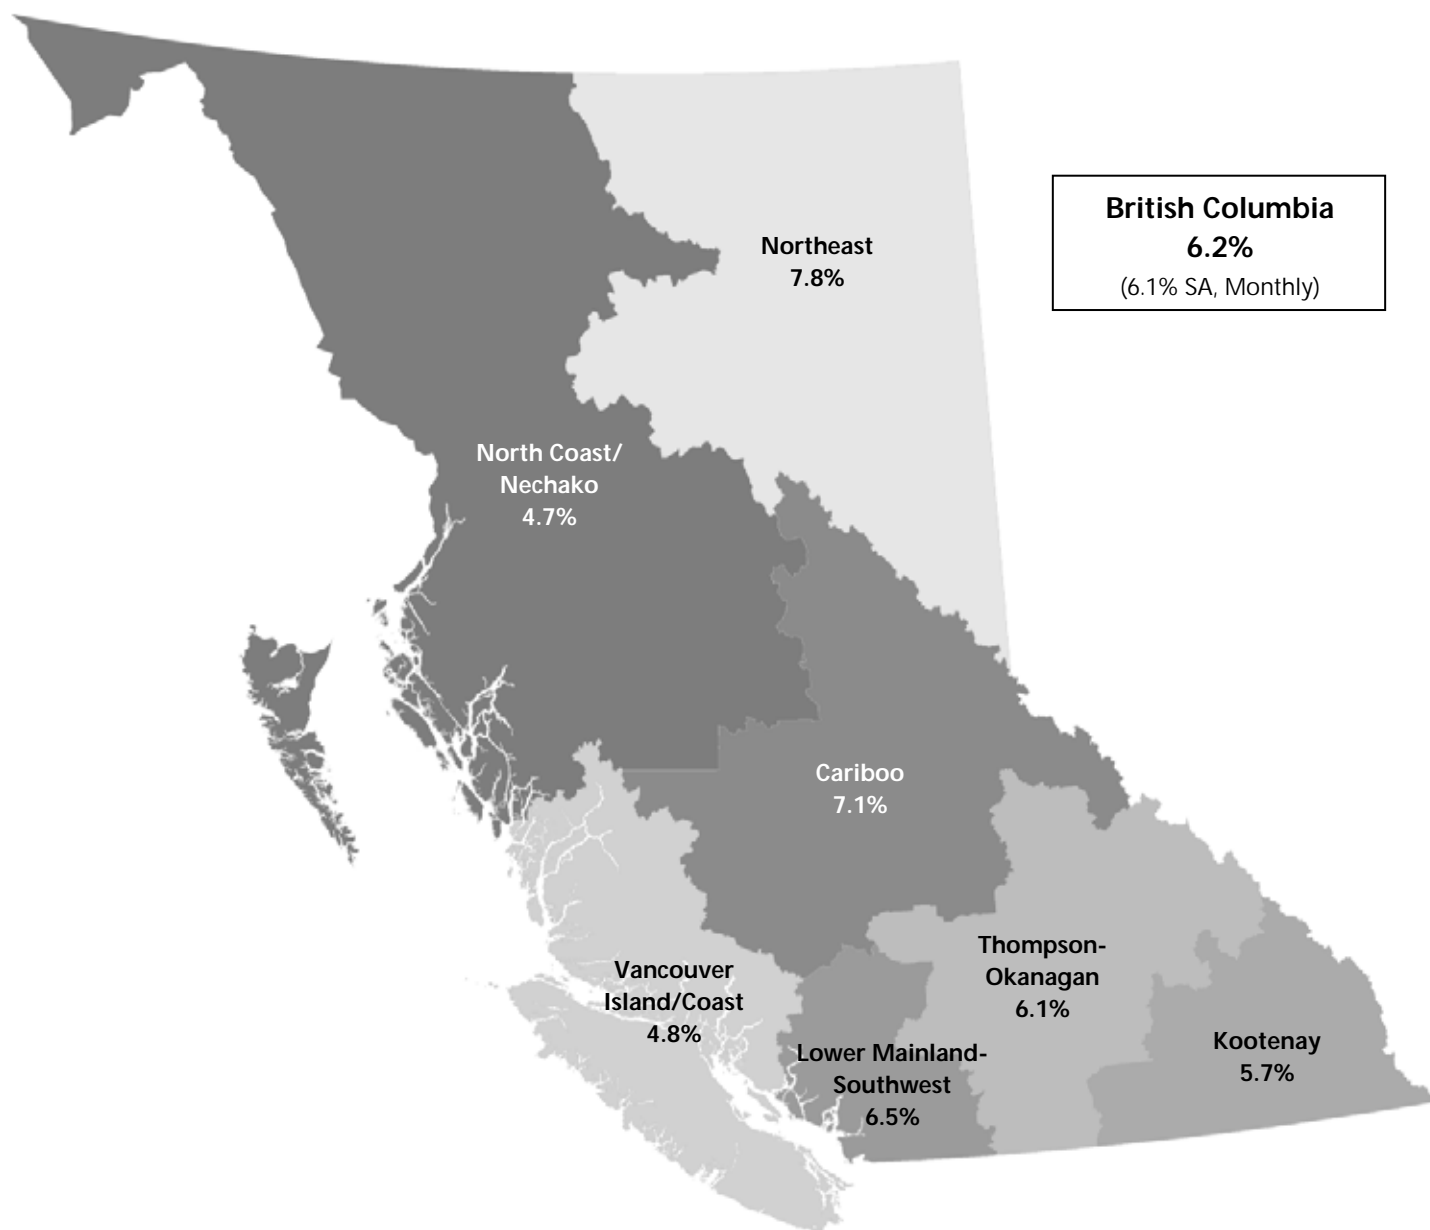 British Columbia
6.2%
(6.1% SA, Monthly)
Northeast
7.8%
North Coast/
Nechako
4.7%
Cariboo
7.1%
Thompson-
Okanagan
6.1%
Vancouver
Island/Coast
4.8%
Lower Mainland-
Southwest
6.5%
Kootenay
5.7%